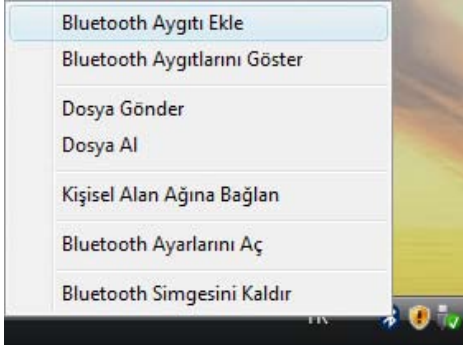 Bluetooth Aygıtı Ekle
Bluetooth Aygıtlarını Göster
Dosya Gönder
Dosya Al
Kişisel Alan Ağına Bağlan
Bluetooth Ayarlarını Aç
Bluetooth Simgesini Kaldır